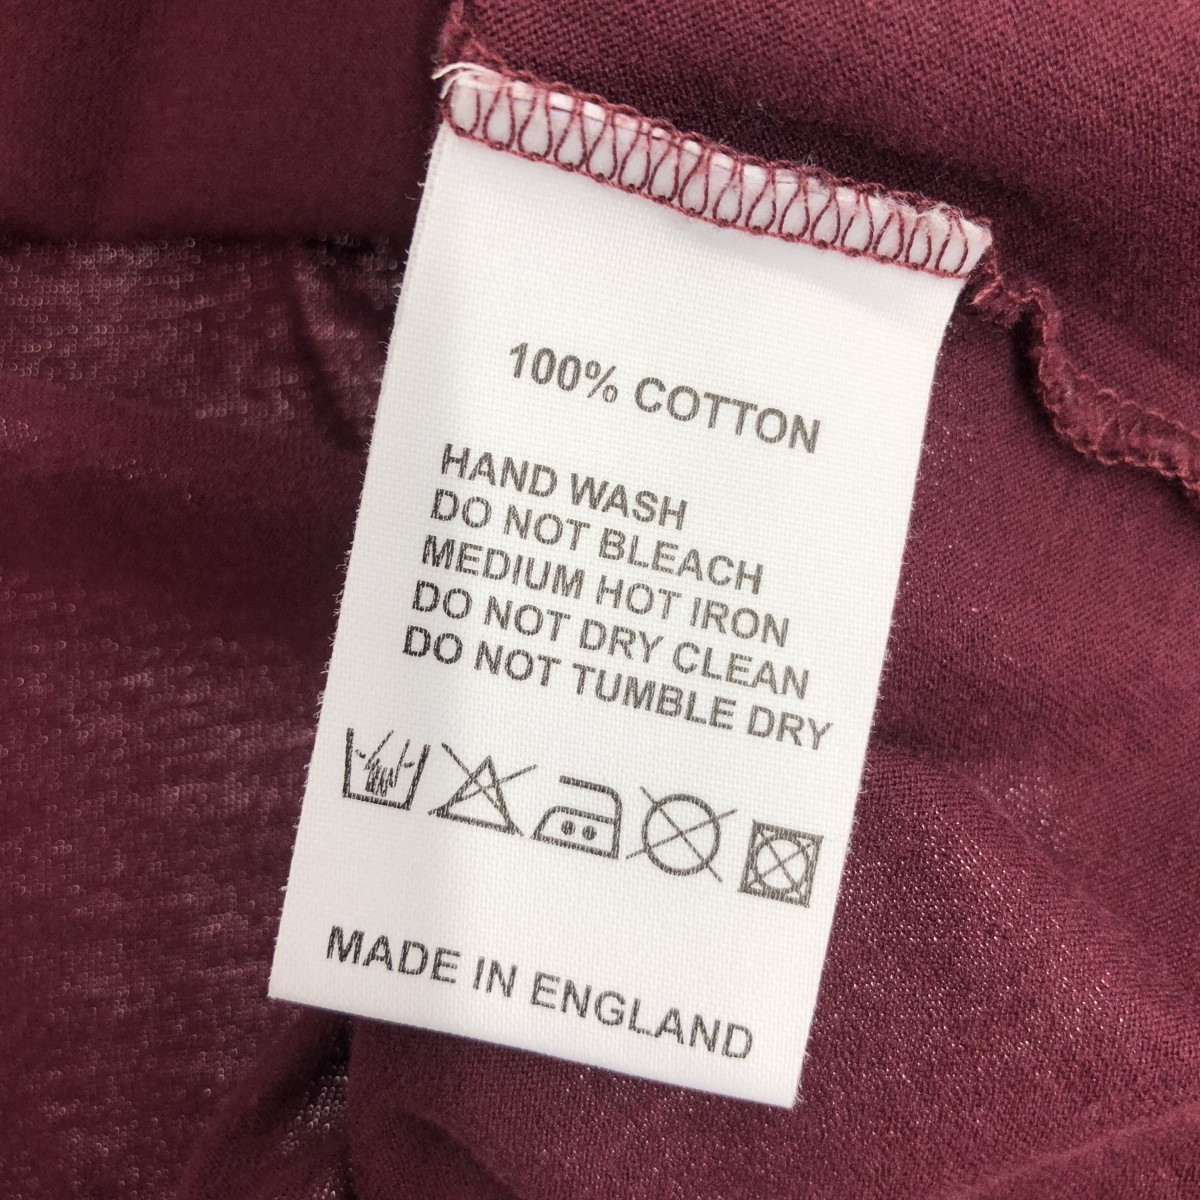 100% COTTON
HAND WASH
DO NOT BLEACH
MEDIUM HOT IRON
DO NOT DRY CLEAN
DO NOT TUMBLE DRY
MADE IN ENGLAND